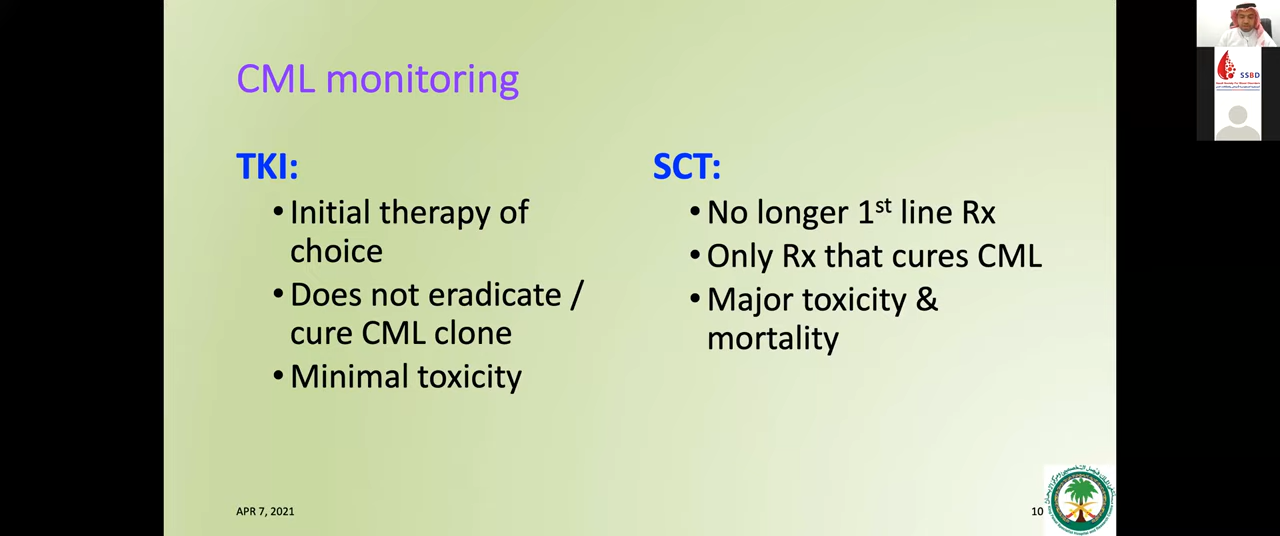 CML monitoring
TKI:
• Initial therapy of
choice
• Does not eradicate /
cure CML clone
• Minimal toxicity
SCT:
• No longer 1st line Rx
• Only Rx that cures CML
• Major toxicity &
mortality
APR 7, 2021
10
SSBD